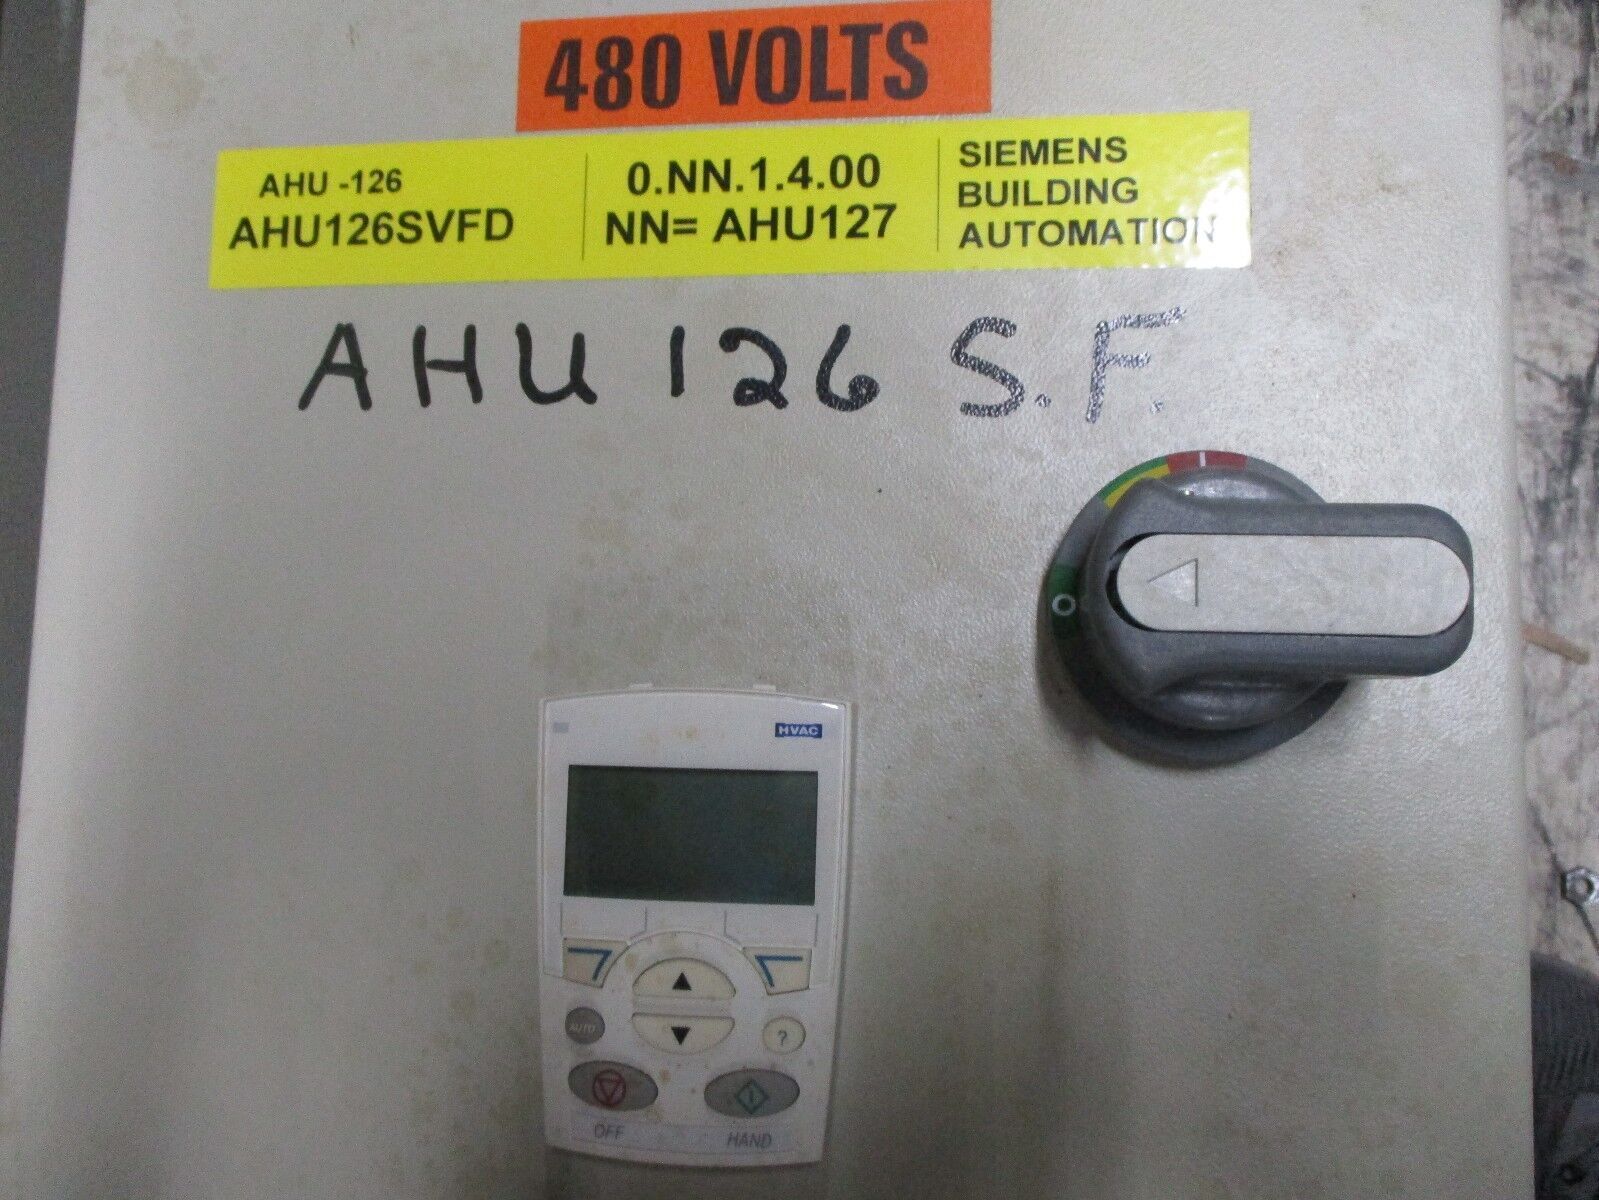 480 VOLTS
AHU -126
AHU126SVFD
0.NN.1.4.00
NN= AHU127
SIEMENS
BUILDING
AUTOMATION
AHU 126 S.F.
I
O
HVAC
AUTO
?
OFF
HAND